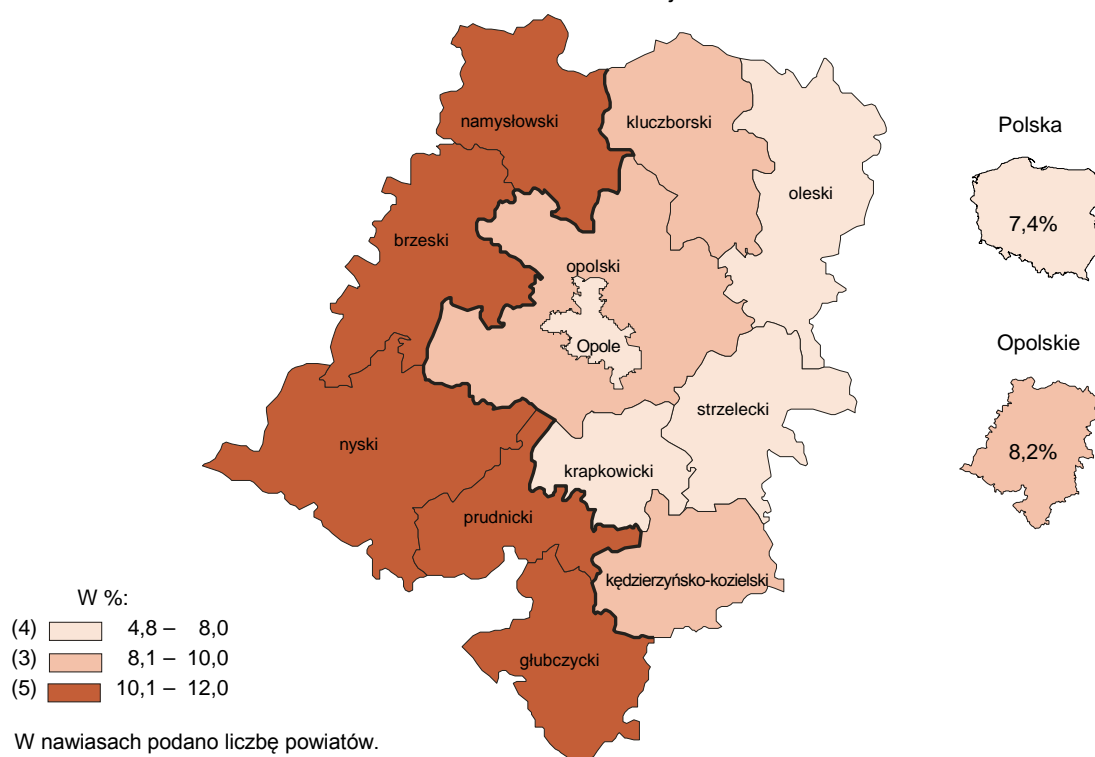 namysłowski
kluczborski
oleski
brzeski
opolski
Opole
strzelecki
nyski
krapkowicki
prudnicki
kędzierzyńsko-kozielski
głubczycki
Polska
7,4%
Opolskie
8,2%
W %:
(4) 4,8 – 8,0
(3) 8,1 – 10,0
(5) 10,1 – 12,0
W nawiasach podano liczbę powiatów.